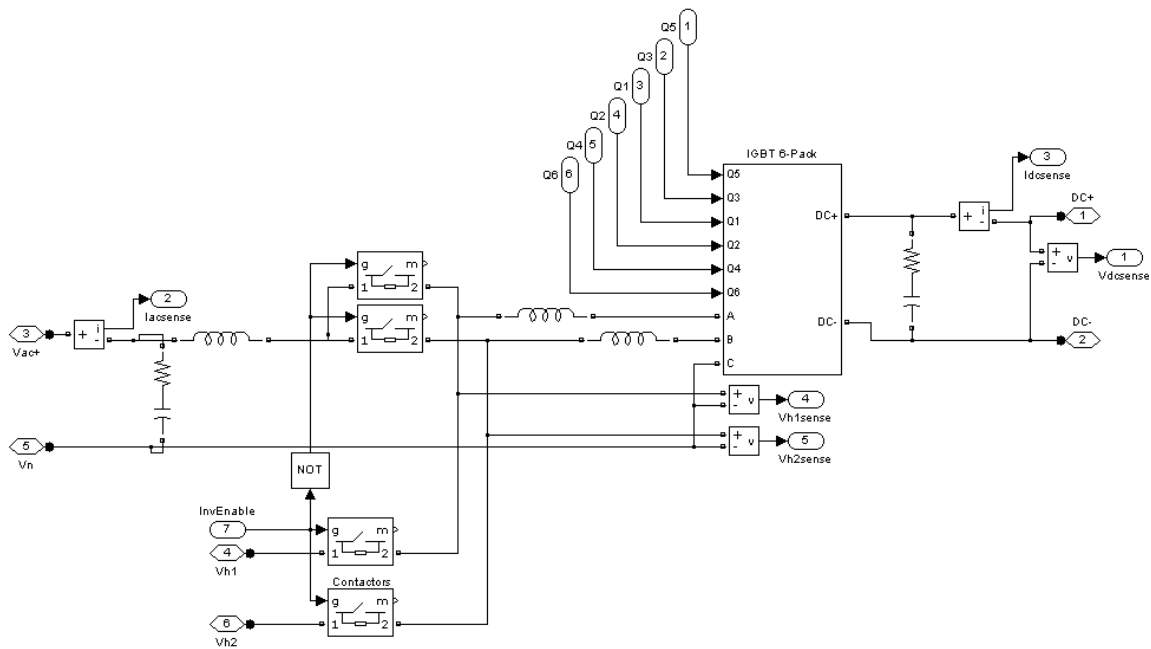 Q5
1
Q3
2
Q1
3
Q2
4
Q4
5
Q6
6
IGBT 6-Pack
Q5
Q3
Q1
Q2
Q4
Q6
A
B
C
DC+
DC-
+
i
-
3
Idcsense
DC+
1
+
-
v
1
Vdcsense
DC-
2
g
m
1
2
g
m
1
2
3
Vac+
+
i
-
2
Iacsense
5
Vn
+
-
v
4
Vh1sense
+
-
v
5
Vh2sense
NOT
InvEnable
7
4
Vh1
g
m
1
2
Contactors
6
Vh2
g
m
1
2